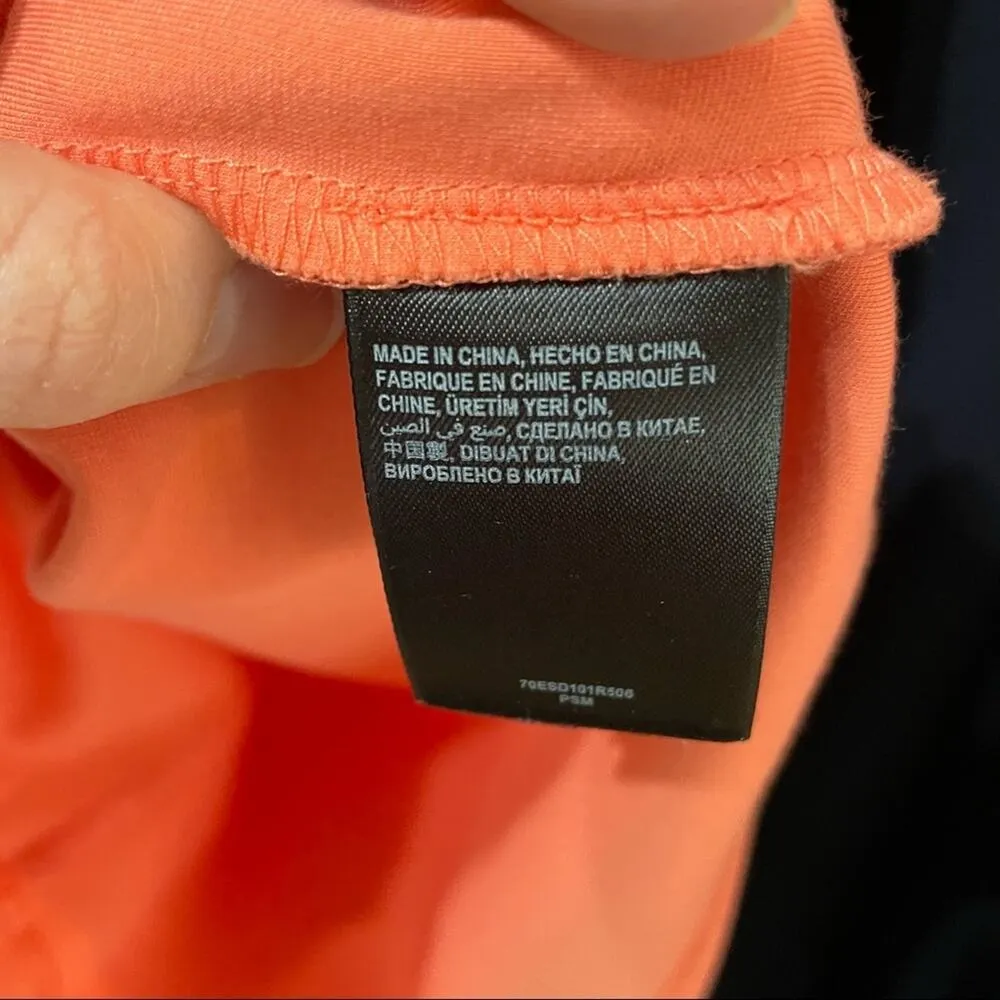 MADE IN CHINA, HECHO EN CHINA,
FABRIQUE EN CHINE, FABRIQUÉ EN
CHINE, ÜRETİM YERİ ÇİN,
صنع في الصين, СДЕЛАНО В КИТАЕ,
中国製, DIBUAT DI CHINA,
ВИРОБЛЕНО В КИТАЇ
70ESD101R506
PSM